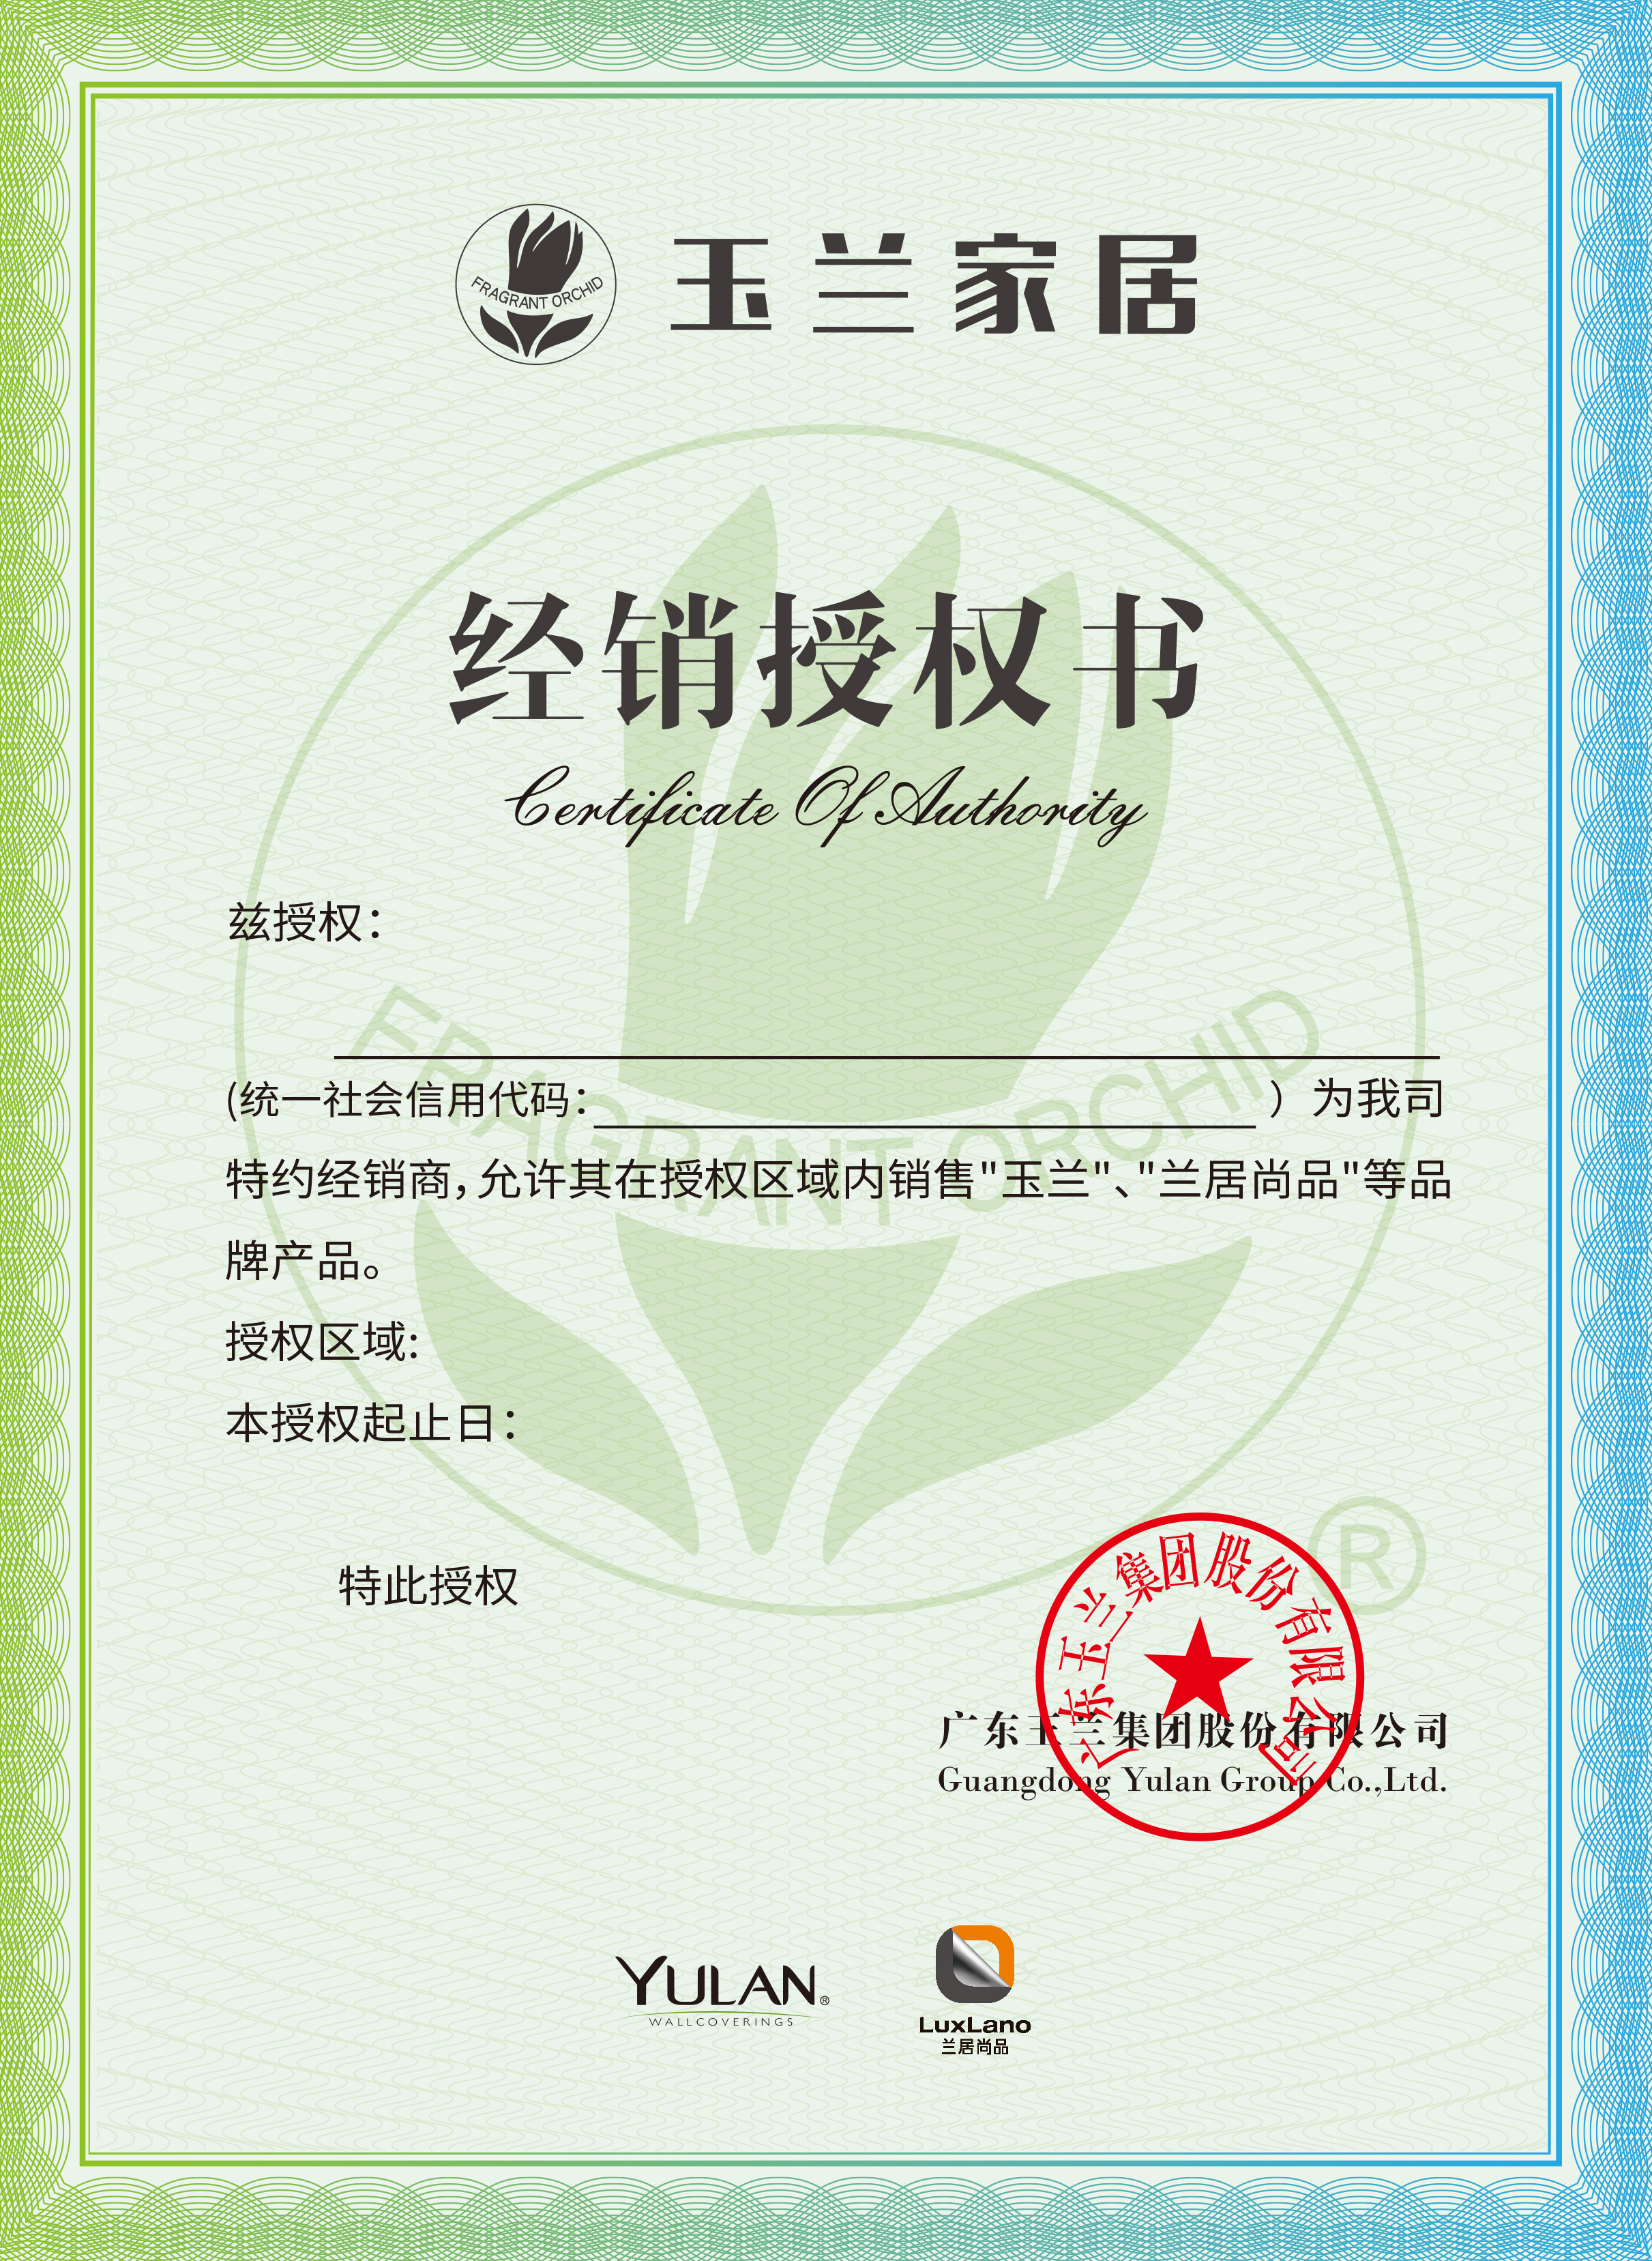 FRAGRANT ORCHID
玉兰家居
经销授权书
Certificate Of Authority
兹授权：
(统一社会信用代码： ）为我司
特约经销商，允许其在授权区域内销售"玉兰"、"兰居尚品"等品
牌产品。
授权区域:
本授权起止日：
特此授权
FRAGRANT ORCHID
®
广东玉兰集团股份有限公司
广东玉兰集团股份有限公司
Guangdong Yulan Group Co.,Ltd.
YULAN®
WALLCOVERINGS
LuxLano
兰居尚品